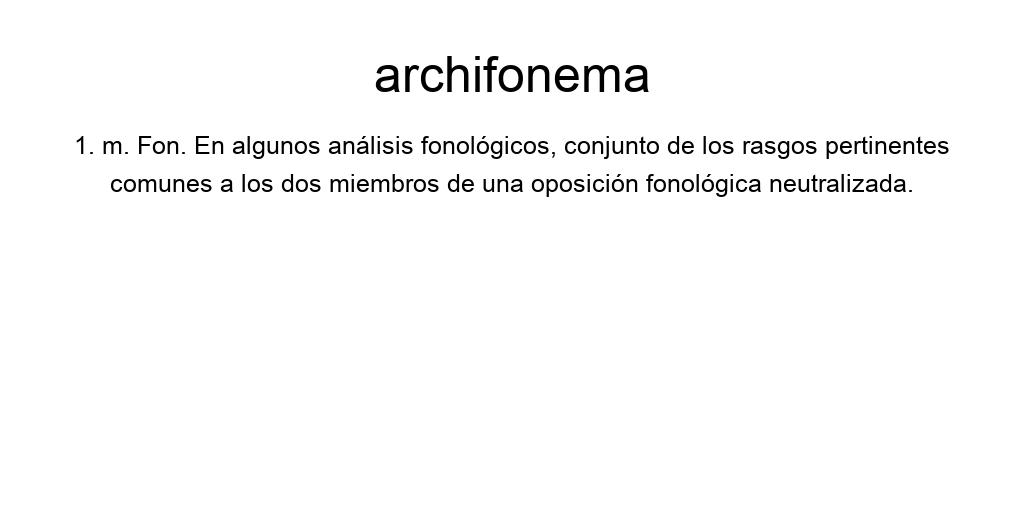 archifonema
1. m. Fon. En algunos análisis fonológicos, conjunto de los rasgos pertinentes
comunes a los dos miembros de una oposición fonológica neutralizada.